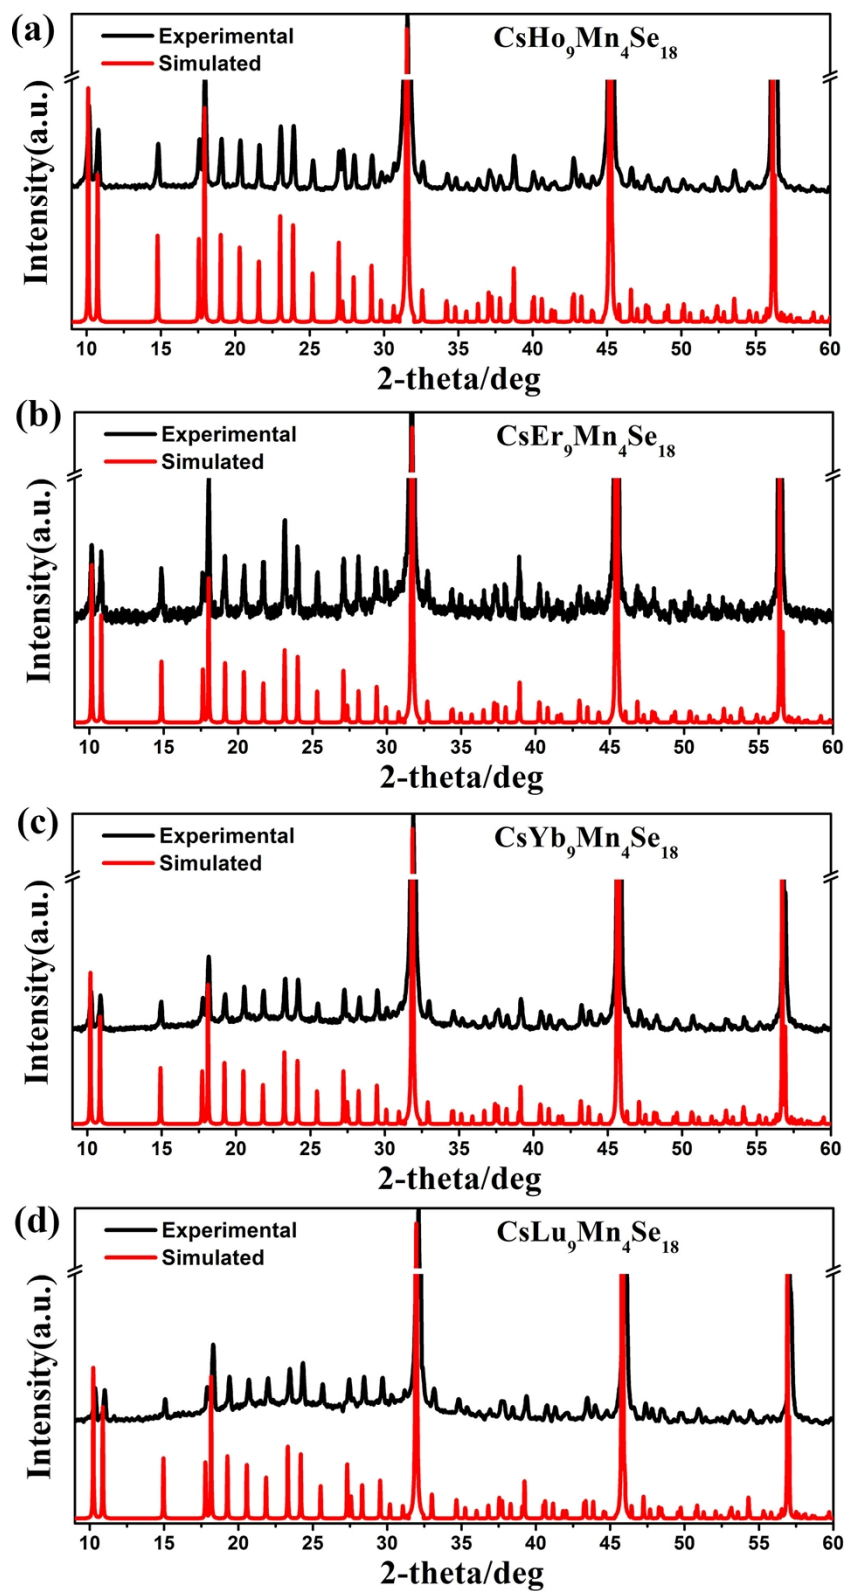 (a)
Experimental
Simulated
CsHo₉Mn₄Se₁₈
Intensity(a.u.)
10 15 20 25 30 35 40 45 50 55 60
2-theta/deg
(b)
Experimental
Simulated
CsEr₉Mn₄Se₁₈
Intensity(a.u.)
10 15 20 25 30 35 40 45 50 55 60
2-theta/deg
(c)
Experimental
Simulated
CsYb₉Mn₄Se₁₈
Intensity(a.u.)
10 15 20 25 30 35 40 45 50 55 60
2-theta/deg
(d)
Experimental
Simulated
CsLu₉Mn₄Se₁₈
Intensity(a.u.)
10 15 20 25 30 35 40 45 50 55 60
2-theta/deg